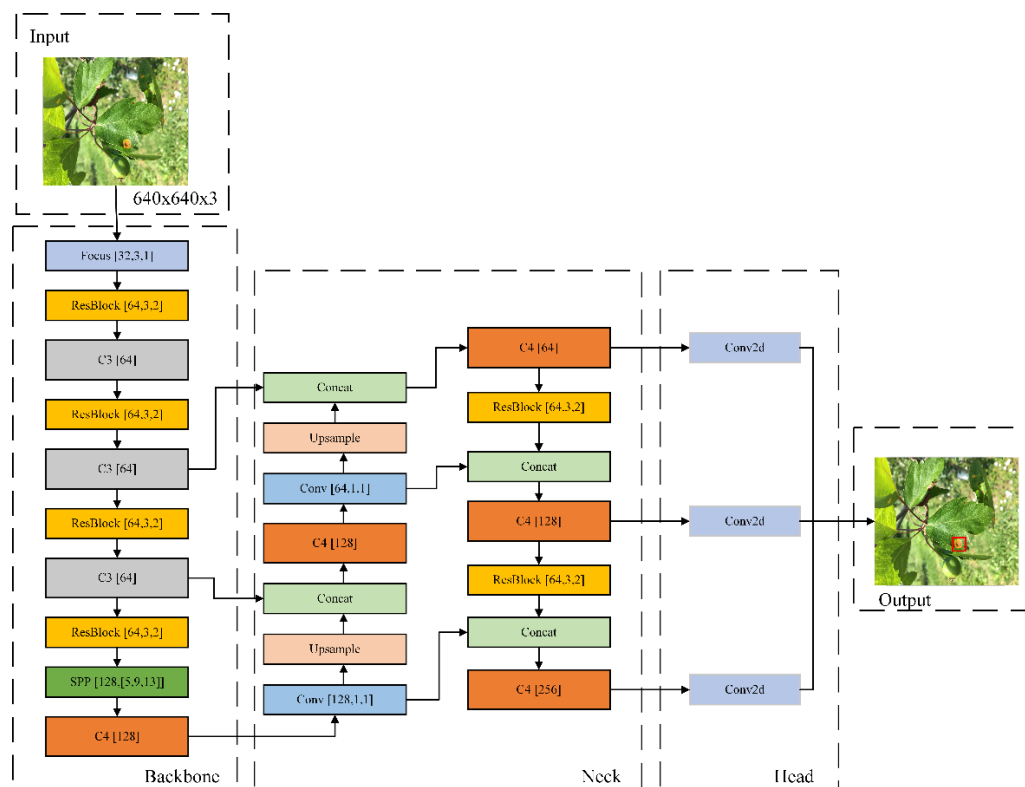 Input
640x640x3
Focus [32,3,1]
ResBlock [64,3,2]
C3 [64]
ResBlock [64,3,2]
C3 [64]
ResBlock [64,3,2]
C3 [64]
ResBlock [64,3,2]
SPP [128,[5,9,13]]
C4 [128]
Backbone
Concat
Upsample
Conv [64,1,1]
C4 [128]
Concat
Upsample
Conv [128,1,1]
C4 [64]
ResBlock [64,3,2]
Concat
C4 [128]
ResBlock [64,3,2]
Concat
C4 [256]
Neck
Conv2d
Conv2d
Conv2d
Head
Output